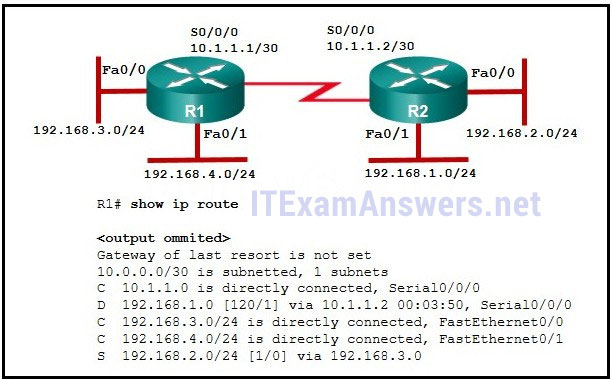 S0/0/0
10.1.1.1/30
S0/0/0
10.1.1.2/30
Fa0/0
Fa0/0
R1
R2
192.168.3.0/24
Fa0/1
Fa0/1
192.168.2.0/24
192.168.4.0/24
192.168.1.0/24
R1# show ip route
ITExamAnswers.net
<output ommited>
Gateway of last resort is not set
10.0.0.0/30 is subnetted, 1 subnets
C 10.1.1.0 is directly connected, Serial0/0/0
D 192.168.1.0 [120/1] via 10.1.1.2 00:03:50, Serial0/0/0
C 192.168.3.0/24 is directly connected, FastEthernet0/0
C 192.168.4.0/24 is directly connected, FastEthernet0/1
S 192.168.2.0/24 [1/0] via 192.168.3.0